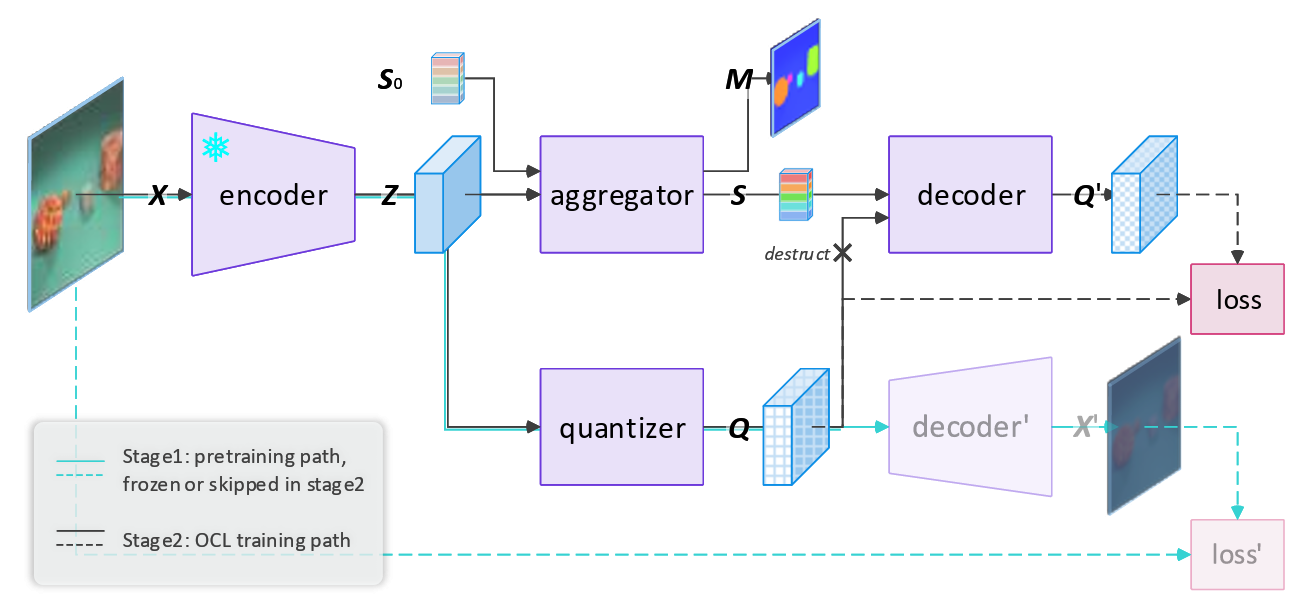 S0
M
X
encoder
Z
aggregator
S
decoder
Q'
destruct
loss
quantizer
Q
decoder'
X'
Stage1: pretraining path,
frozen or skipped in stage2
Stage2: OCL training path
loss'